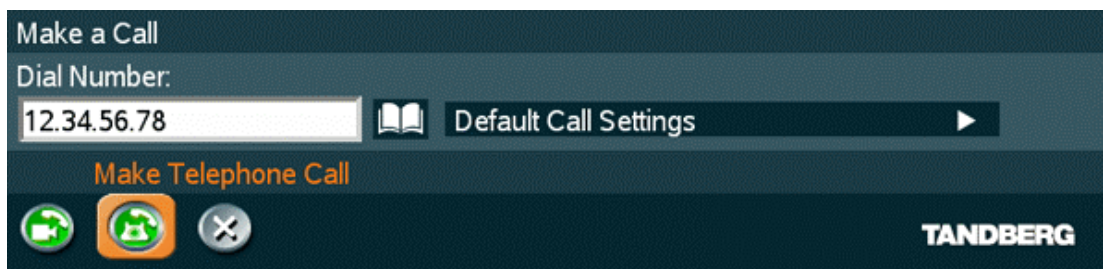 Make a Call
Dial Number:
12.34.56.78 Default Call Settings
Make Telephone Call
TANDBERG